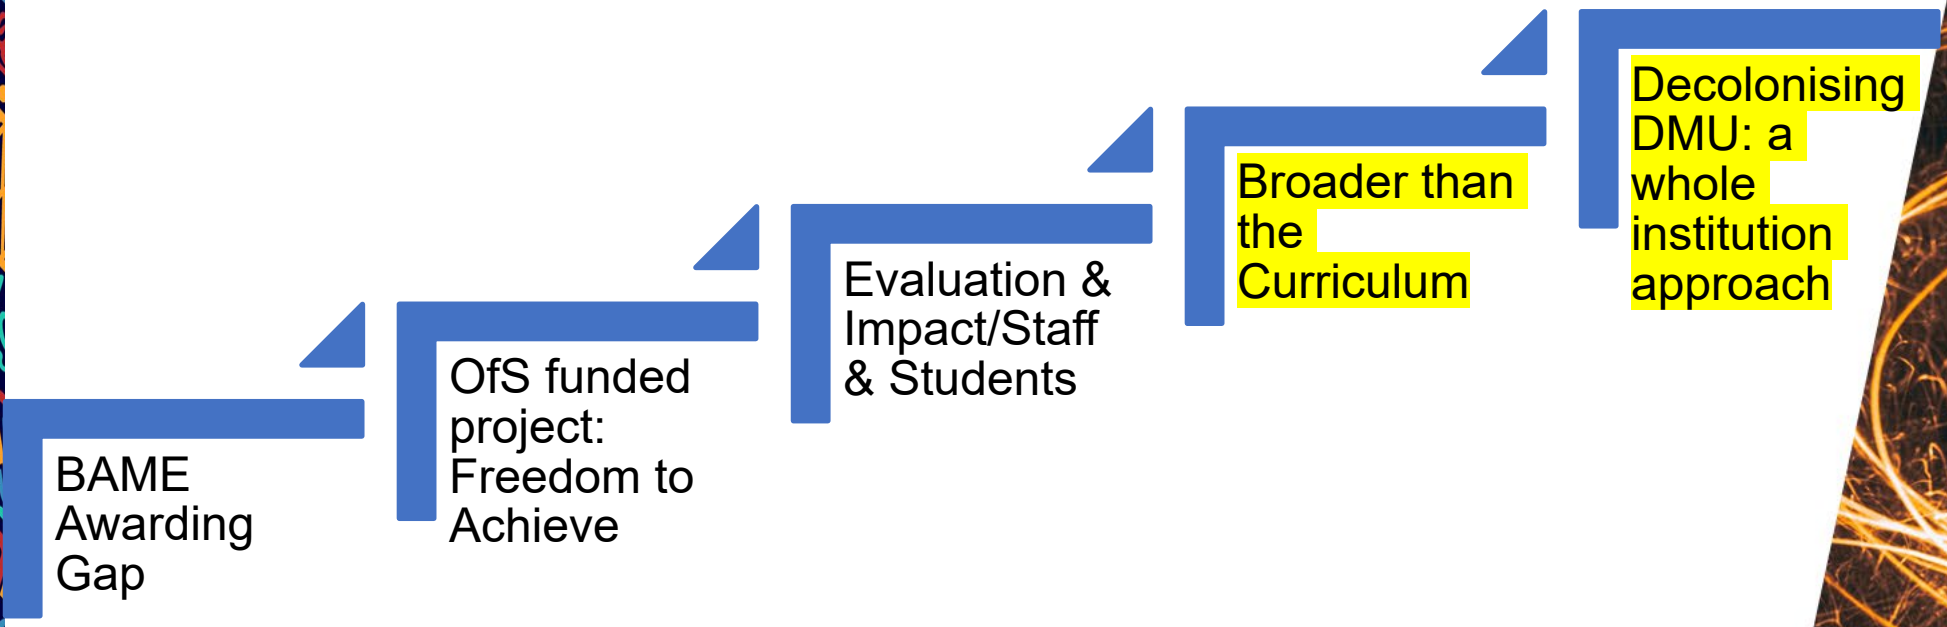 BAME
Awarding
Gap
OfS funded
project:
Freedom to
Achieve
Evaluation &
Impact/Staff
& Students
Broader than
the
Curriculum
Decolonising
DMU: a
whole
institution
approach